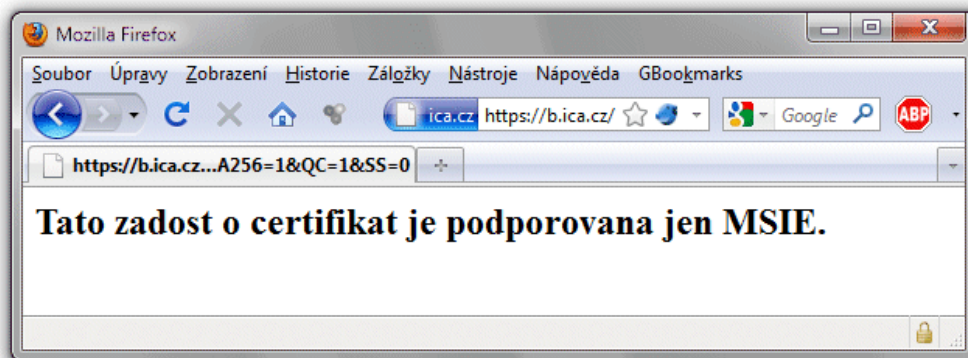 Mozilla Firefox
Soubor Úpravy Zobrazení Historie Záložky Nástroje Nápověda GBookmarks
ica.cz https://b.ica.cz/ Google ABP
https://b.ica.cz...A256=1&QC=1&SS=0
Tato zadost o certifikat je podporovana jen MSIE.